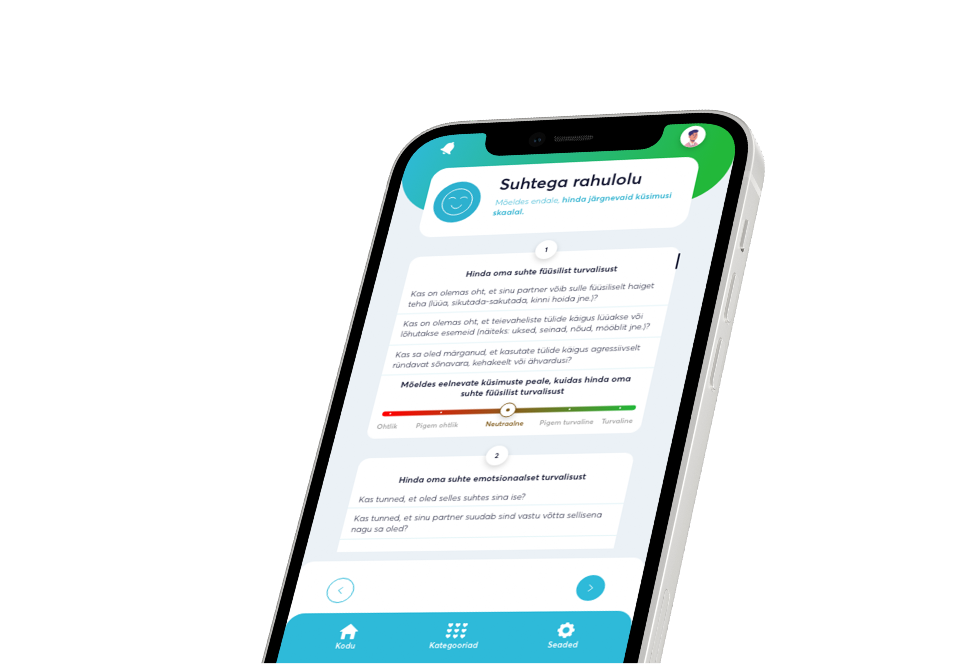 Suhtega rahulolu
Mõeldes endale, hinda järgnevaid küsimusi
skaalal.
1
Hinda oma suhte füüsilist turvalisust
Kas on olemas oht, et sinu partner võib sulle füüsiliselt haiget
teha (lüüa, sikutada-sakutada, kinni hoida jne.)?
Kas on olemas oht, et teievaheliste tülide käigus lüüakse või
lõhutakse esemeid (näiteks: uksed, seinad, nõud, mööblit jne.)?
Kas sa oled märganud, et kasutate tülide käigus agressiivselt
ründavat sõnavara, kehakeelt või ähvardusi?
Mõeldes eelnevate küsimuste peale, kuidas hinda oma
suhte füüsilist turvalisust
Ohtlik Pigem ohtlik Neutraalne Pigem turvaline Turvaline
2
Hinda oma suhte emotsionaalset turvalisust
Kas tunned, et oled selles suhtes sina ise?
Kas tunned, et sinu partner suudab sind vastu võtta sellisena
nagu sa oled?
Kodu Kategooriad Seaded